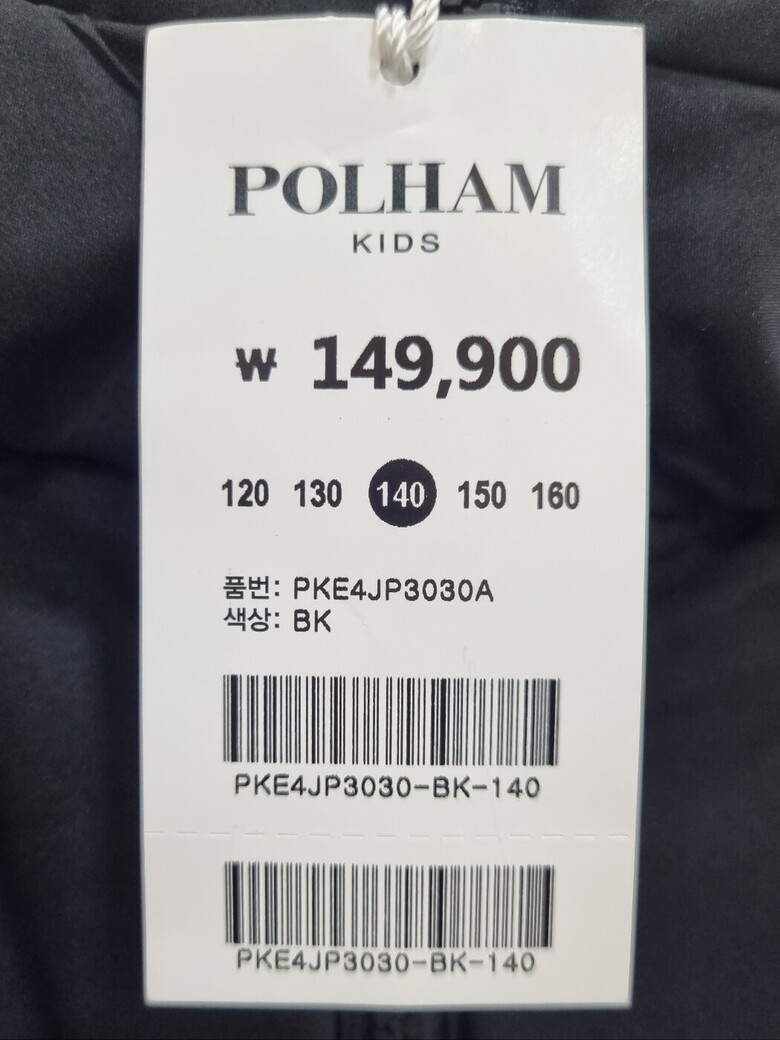 POLHAM
KIDS
₩ 149,900
120 130 140 150 160
품번: PKE4JP3030A
색상: BK
PKE4JP3030-BK-140
PKE4JP3030-BK-140